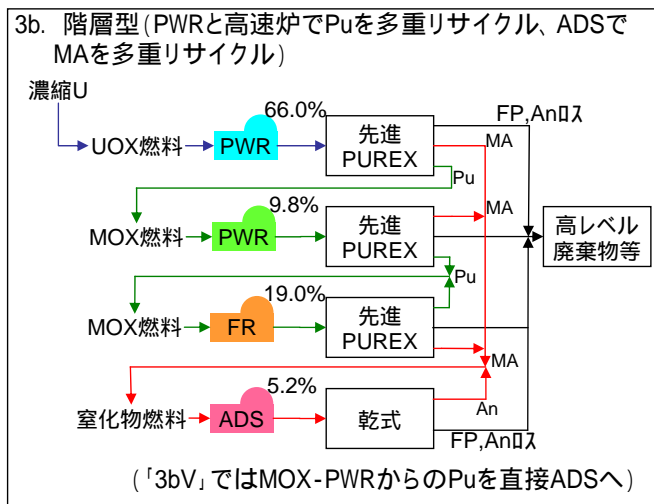 3b. 階層型(PWRと高速炉でPuを多重リサイクル、ADSで
MAを多重リサイクル)
濃縮U
66.0%
FP,Anロス
UOX燃料
PWR
先進
PUREX
MA
Pu
9.8%
MA
MOX燃料
PWR
先進
PUREX
高レベル
廃棄物等
Pu
19.0%
MOX燃料
FR
先進
PUREX
MA
5.2%
窒化物燃料
ADS
乾式
An
FP,Anロス
(「3bV」ではMOX-PWRからのPuを直接ADSへ)